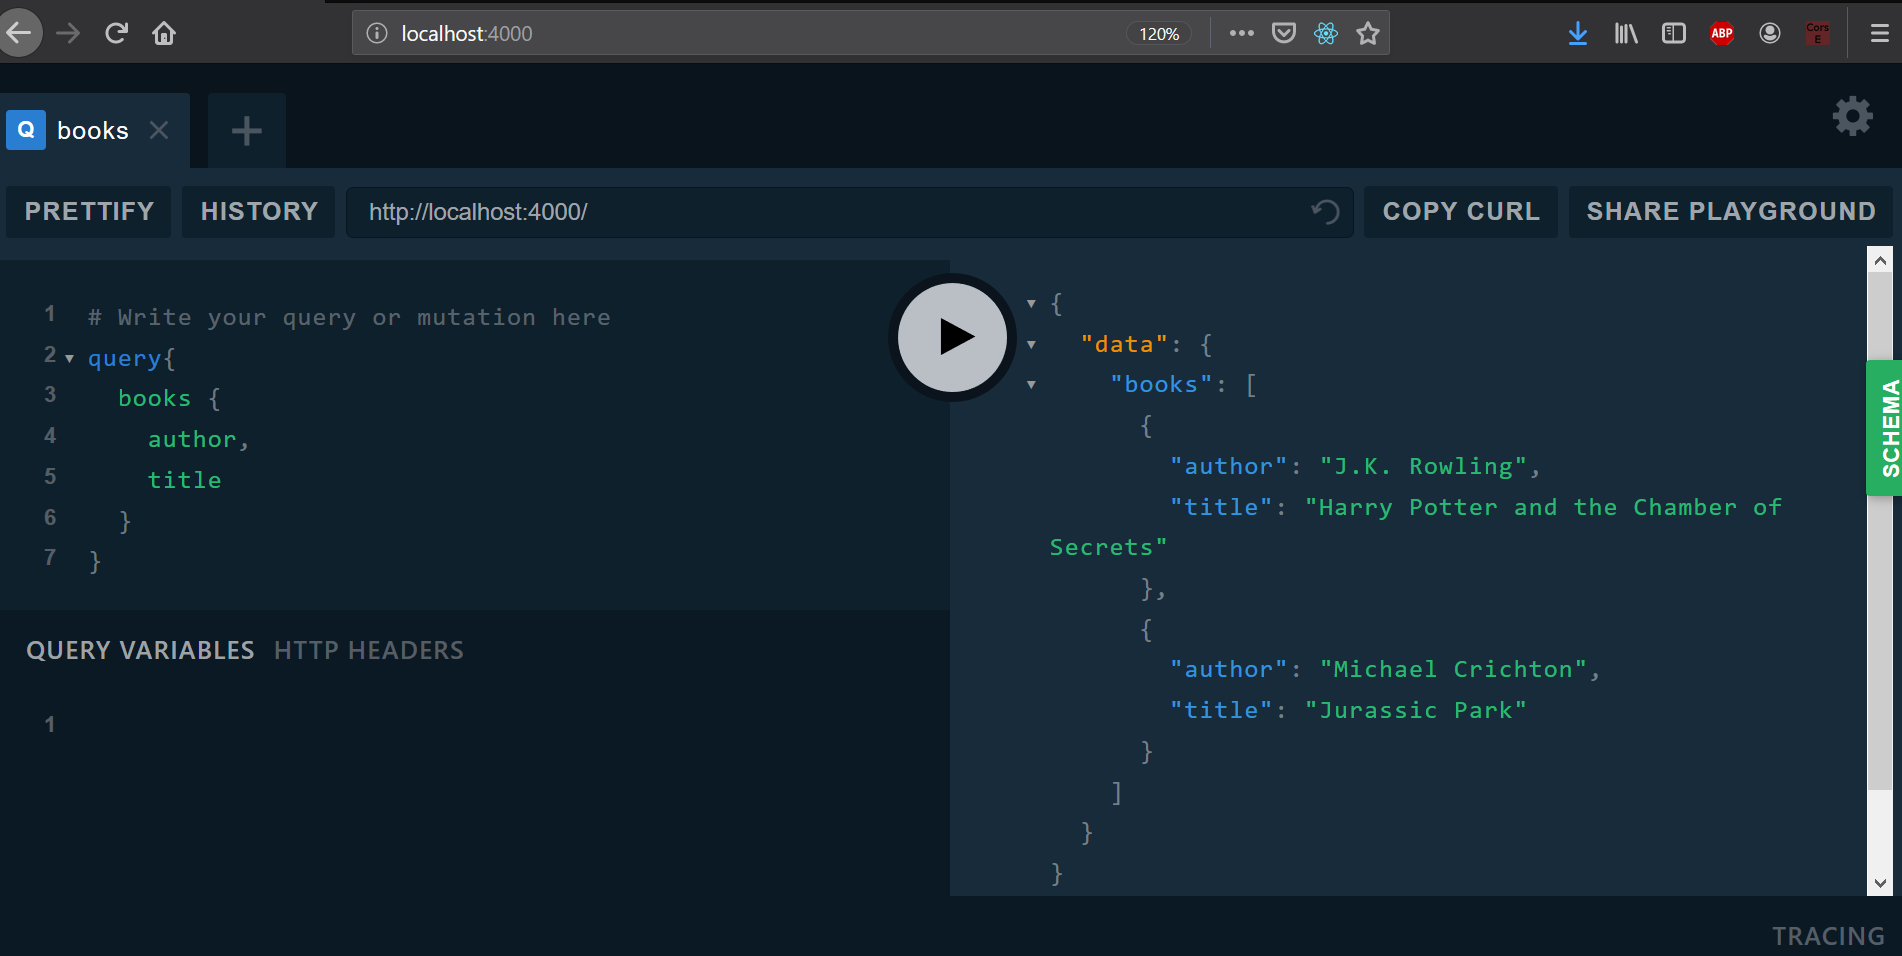 localhost:4000
120%
ABP
Cors
E
Q books
PRETTIFY
HISTORY
http://localhost:4000/
COPY CURL
SHARE PLAYGROUND
1 # Write your query or mutation here
2 query{
3 books {
4 author,
5 title
6 }
7 }
QUERY VARIABLES
HTTP HEADERS
1
{
"data": {
"books": [
{
"author": "J.K. Rowling",
"title": "Harry Potter and the Chamber of
Secrets"
},
{
"author": "Michael Crichton",
"title": "Jurassic Park"
}
]
}
}
SCHEMA
TRACING